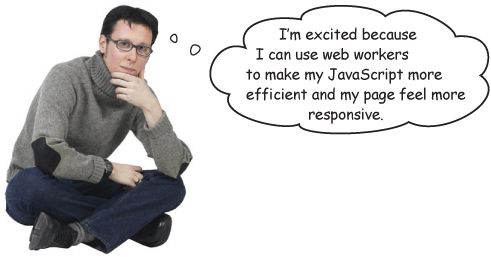 I'm excited because
I can use web workers
to make my JavaScript more
efficient and my page feel more
responsive.